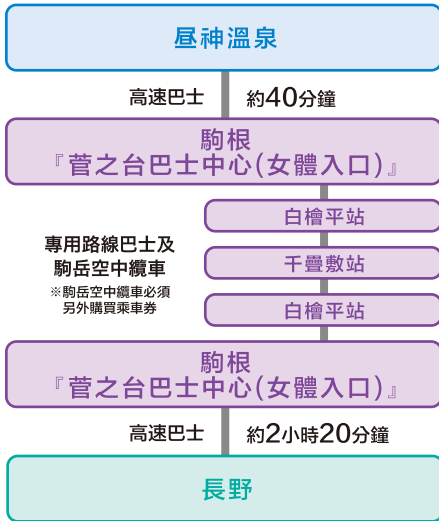 昼神溫泉
高速巴士 約40分鐘
駒根
『菅之台巴士中心(女體入口)』
白檜平站
專用路線巴士及
駒岳空中纜車
※駒岳空中纜車必須
另外購買乘車券
千疊敷站
白檜平站
駒根
『菅之台巴士中心(女體入口)』
高速巴士 約2小時20分鐘
長野